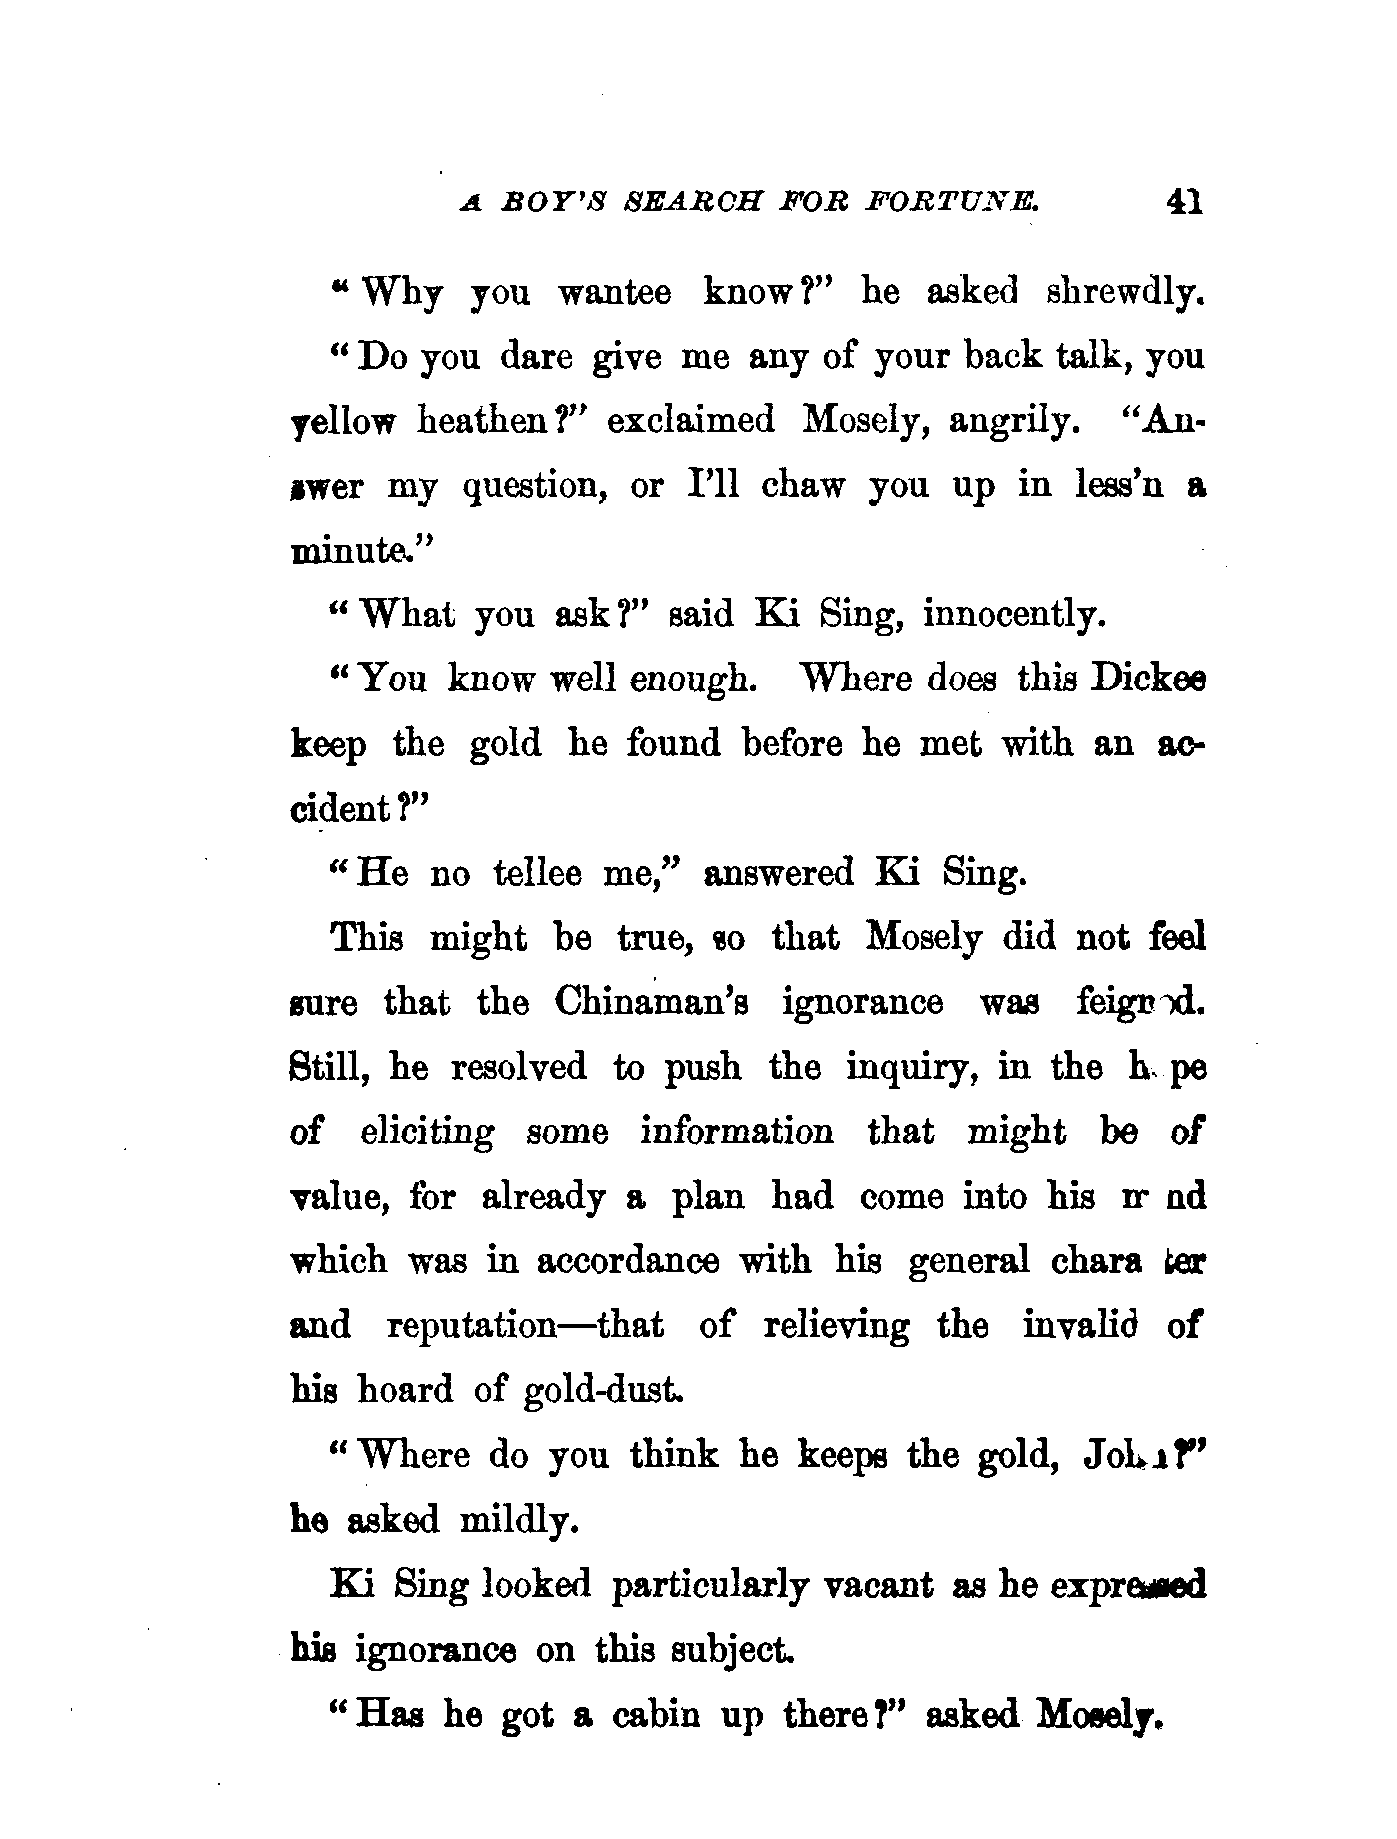 A BOY'S SEARCH FOR FORTUNE. 41
"Why you wantee know?" he asked shrewdly.
"Do you dare give me any of your back talk, you
yellow heathen?" exclaimed Mosely, angrily. "An-
swer my question, or I'll chaw you up in less'n a
minute."
"What you ask?" said Ki Sing, innocently.
"You know well enough. Where does this Dickee
keep the gold he found before he met with an ac-
cident?"
"He no tellee me," answered Ki Sing.
This might be true, so that Mosely did not feel
sure that the Chinaman's ignorance was feigned.
Still, he resolved to push the inquiry, in the hope
of eliciting some information that might be of
value, for already a plan had come into his mind
which was in accordance with his general character
and reputation—that of relieving the invalid of
his hoard of gold-dust.
"Where do you think he keeps the gold, John?"
he asked mildly.
Ki Sing looked particularly vacant as he expressed
his ignorance on this subject.
"Has he got a cabin up there?" asked Mosely.